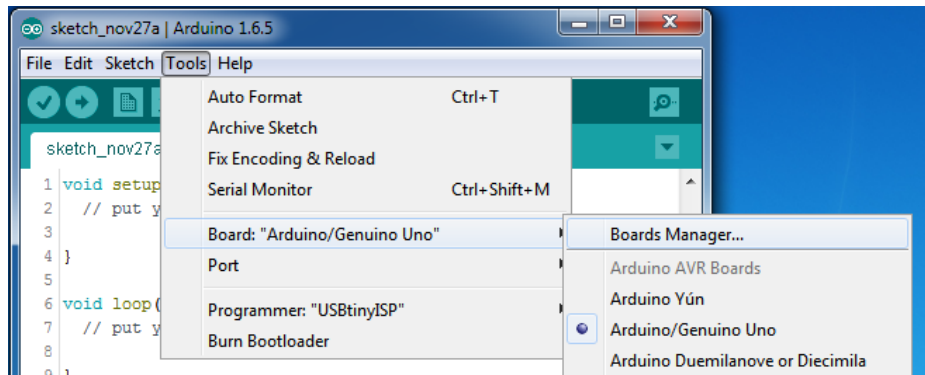 sketch_nov27a | Arduino 1.6.5
File Edit Sketch Tools Help
sketch_nov27a
Auto Format Ctrl+T
Archive Sketch
Fix Encoding & Reload
Serial Monitor Ctrl+Shift+M
Board: "Arduino/Genuino Uno"
Port
Programmer: "USBtinyISP"
Burn Bootloader
Boards Manager...
Arduino AVR Boards
Arduino Yún
Arduino/Genuino Uno
Arduino Duemilanove or Diecimila
1 void setup
2 // put y
3
4 }
5
6 void loop(
7 // put y
8
9 }